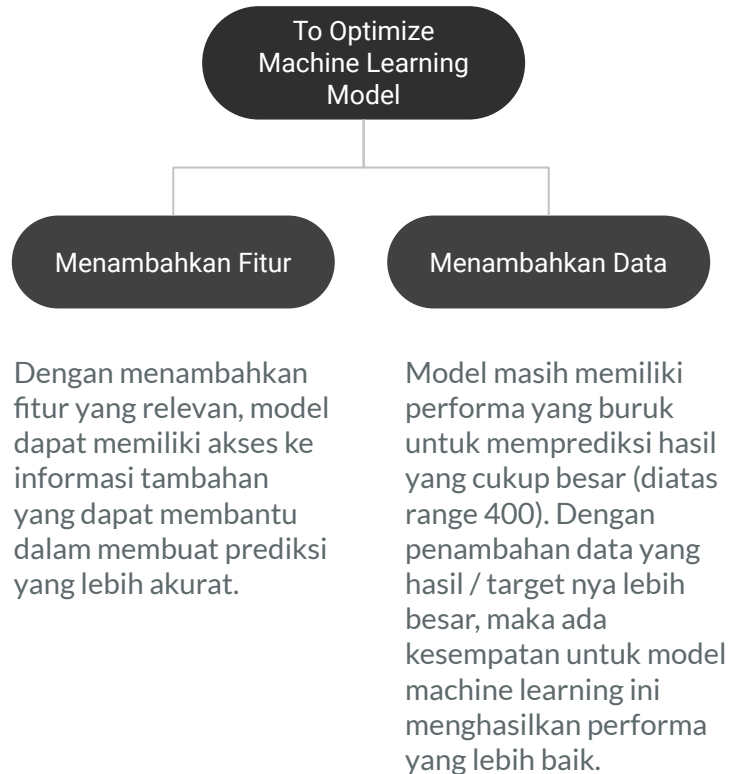 To Optimize
Machine Learning
Model
Menambahkan Fitur
Menambahkan Data
Dengan menambahkan
fitur yang relevan, model
dapat memiliki akses ke
informasi tambahan
yang dapat membantu
dalam membuat prediksi
yang lebih akurat.
Model masih memiliki
performa yang buruk
untuk memprediksi hasil
yang cukup besar (diatas
range 400). Dengan
penambahan data yang
hasil / target nya lebih
besar, maka ada
kesempatan untuk model
machine learning ini
menghasilkan performa
yang lebih baik.